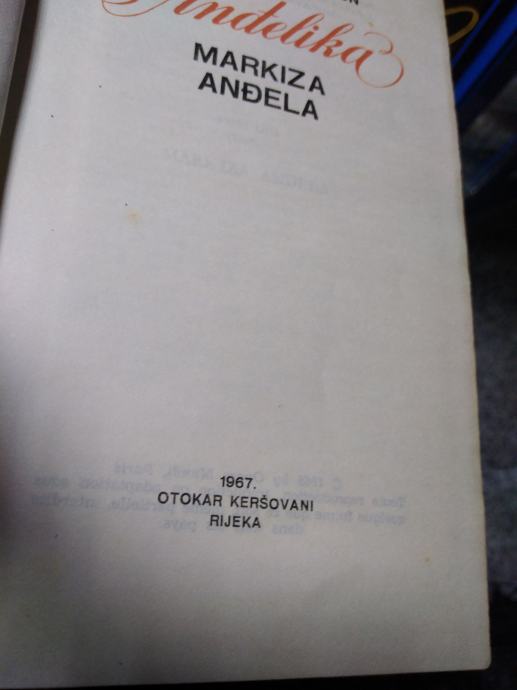 Anđelika
MARKIZA
ANĐELA
1967.
OTOKAR KERŠOVANI
RIJEKA